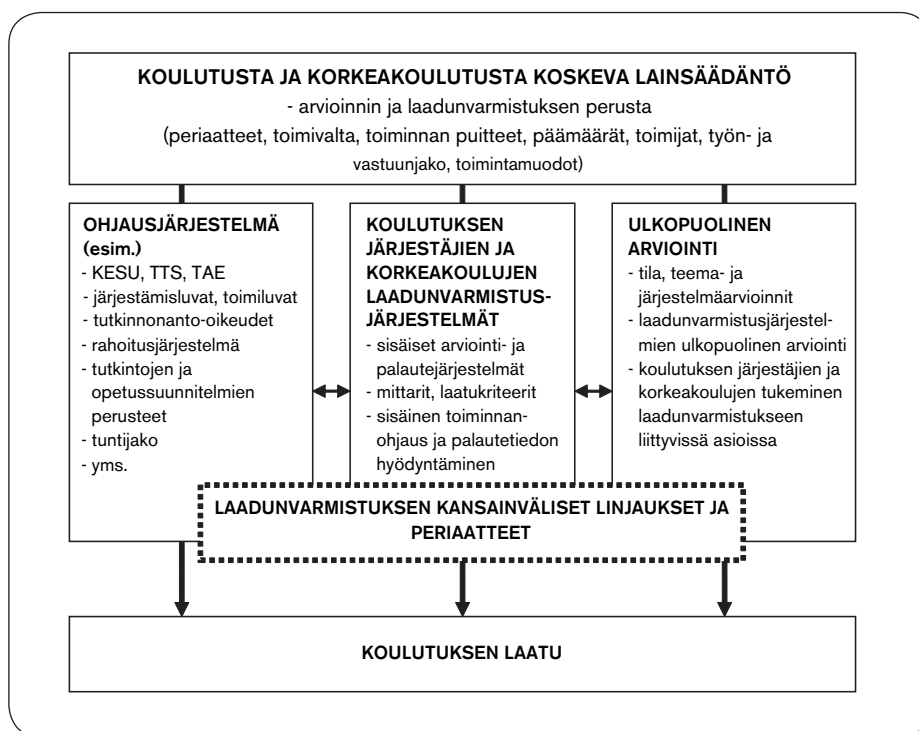 KOULUTUSTA JA KORKEAKOULUTUSTA KOSKEVA LAINSÄÄDÄNTÖ
- arvioinnin ja laadunvarmistuksen perusta
(periaatteet, toimivalta, toiminnan puitteet, päämäärät, toimijat, työn- ja
vastuunjako, toimintamuodot)
OHJAUSJÄRJESTELMÄ
(esim.)
- KESU, TTS, TAE
- järjestämisluvat, toimiluvat
- tutkinnonanto-oikeudet
- rahoitusjärjestelmä
- tutkintojen ja
opetussuunnitelmien
perusteet
- tuntijako
- yms.
KOULUTUKSEN
JÄRJESTÄJIEN JA
KORKEAKOULUJEN
LAADUNVARMISTUS-
JÄRJESTELMÄT
- sisäiset arviointi- ja
palautejärjestelmät
- mittarit, laatukriteerit
- sisäinen toiminnan-
ohjaus ja palautetiedon
hyödyntäminen
ULKOPUOLINEN
ARVIOINTI
- tila, teema- ja
järjestelmäarvioinnit
- laadunvarmistusjärjestel-
mien ulkopuolinen arviointi
- koulutuksen järjestäjien ja
korkeakoulujen tukeminen
laadunvarmistukseen
liittyvissä asioissa
LAADUNVARMISTUKSEN KANSAINVÄLISET LINJAUKSET JA
PERIAATTEET
KOULUTUKSEN LAATU